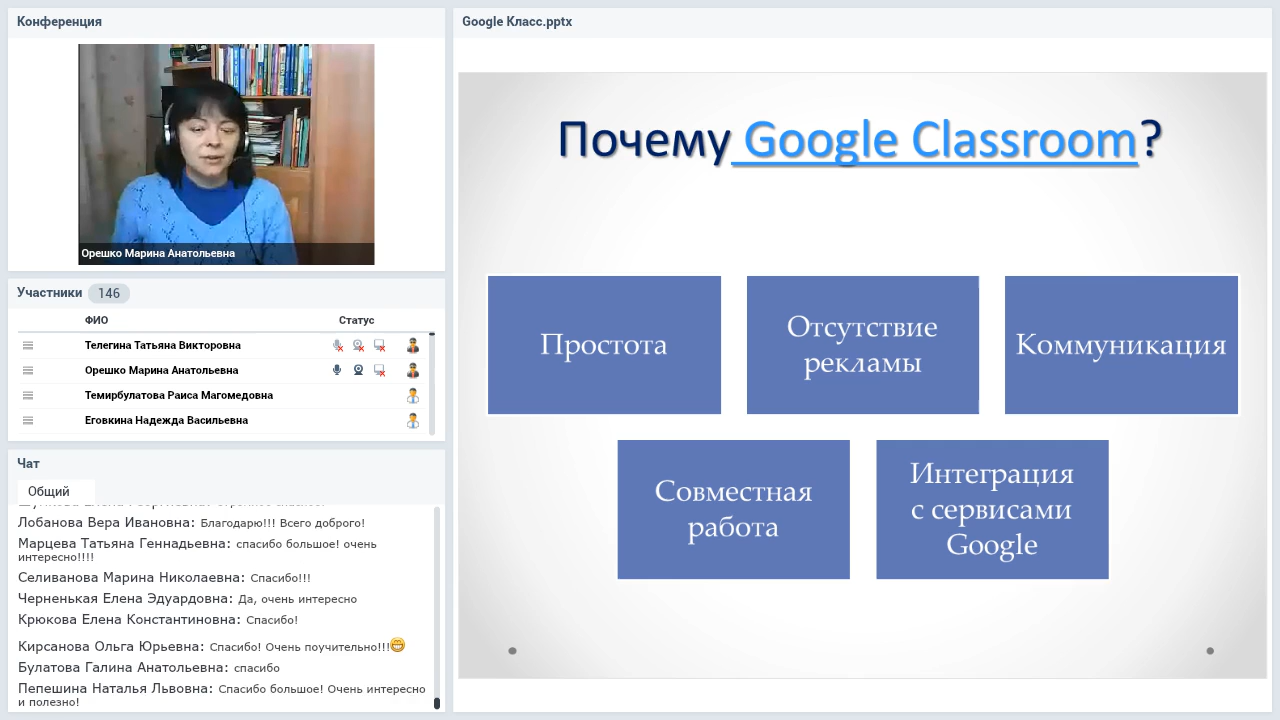 Конференция
Орешко Марина Анатольевна
Участники 146
ФИО Статус
Телегина Татьяна Викторовна
Орешко Марина Анатольевна
Темирбулатова Раиса Магомедовна
Еговкина Надежда Васильевна
Чат
Общий
Лобанова Вера Ивановна: Благодарю!!! Всего доброго!
Марцева Татьяна Геннадьевна: спасибо большое! очень
интересно!!!!
Селиванова Марина Николаевна: Спасибо!!!
Черненькая Елена Эдуардовна: Да, очень интересно
Крюкова Елена Константиновна: Спасибо!
Кирсанова Ольга Юрьевна: Спасибо! Очень поучительно!!!
Булатова Галина Анатольевна: спасибо
Пепешина Наталья Львовна: Спасибо большое! Очень интересно
и полезно!
Google Класс.pptx
Почему Google Classroom?
Простота
Отсутствие
рекламы
Коммуникация
Совместная
работа
Интеграция
с сервисами
Google